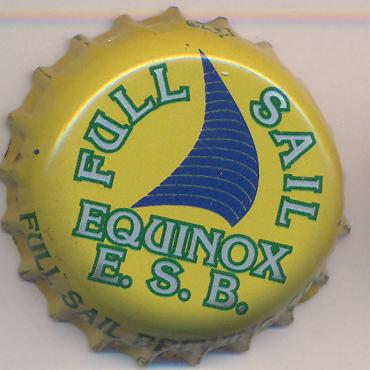 FULL SAIL
EQUINOX
E. S. B.
FULL SAIL